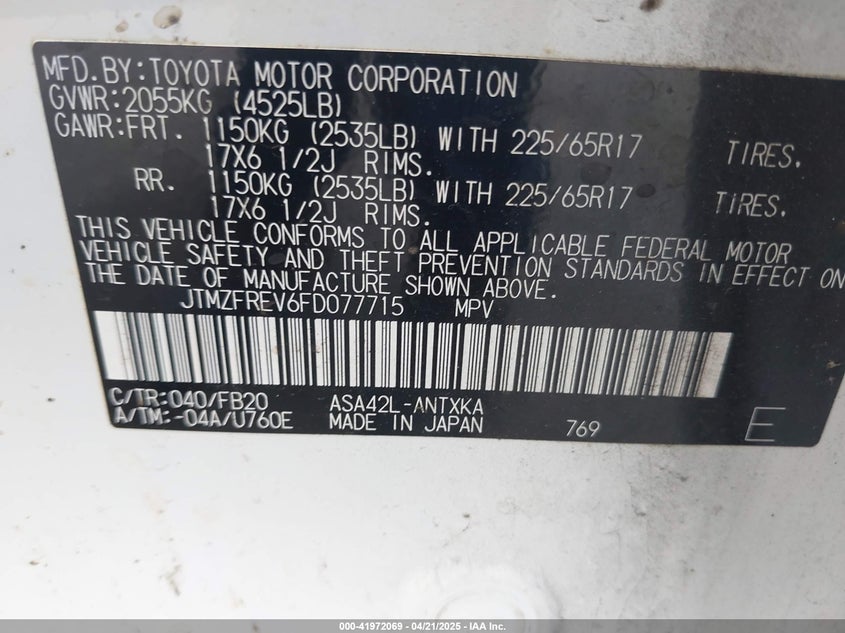 MFD.BY:TOYOTA MOTOR CORPORATION
GVWR:2055KG (4525LB)
GAWR:FRT. 1150KG (2535LB) WITH 225/65R17 TIRES.
17X6 1/2J RIMS.
RR. 1150KG (2535LB) WITH 225/65R17 TIRES.
17X6 1/2J RIMS.
THIS VEHICLE CONFORMS TO ALL APPLICABLE FEDERAL MOTOR
VEHICLE SAFETY AND THEFT PREVENTION STANDARDS IN EFFECT ON
THE DATE OF MANUFACTURE SHOWN ABOVE.
JTMZFREV6FD077715 MPV
C/TR:040/FB20 ASA42L-ANTXKA
A/TM:-04A/U760E MADE IN JAPAN 769 E
000-41972069 - 04/21/2025 - IAA Inc.